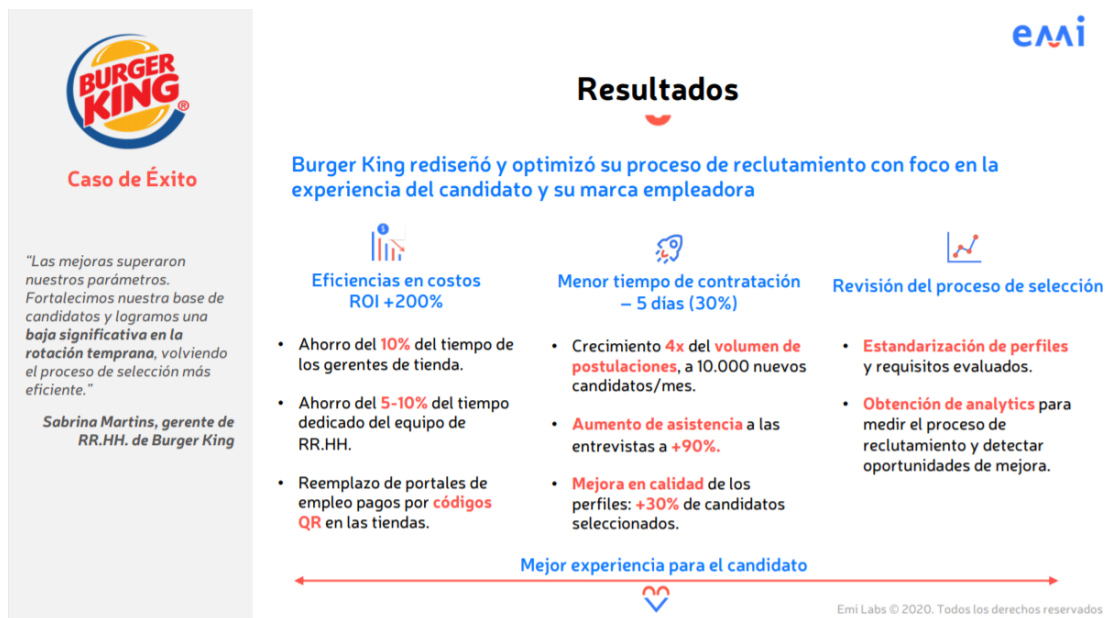 emi
BURGER
KING®
Caso de Éxito
"Las mejoras superaron
nuestros parámetros.
Fortalecimos nuestra base de
candidatos y logramos una
baja significativa en la
rotación temprana, volviendo
el proceso de selección más
eficiente."
Sabrina Martins, gerente de
RR.HH. de Burger King
Resultados
Burger King rediseñó y optimizó su proceso de reclutamiento con foco en la
experiencia del candidato y su marca empleadora
$
Eficiencias en costos
ROI +200%
• Ahorro del 10% del tiempo de
los gerentes de tienda.
• Ahorro del 5-10% del tiempo
dedicado del equipo de
RR.HH.
• Reemplazo de portales de
empleo pagos por códigos
QR en las tiendas.
Menor tiempo de contratación
– 5 días (30%)
• Crecimiento 4x del volumen de
postulaciones, a 10.000 nuevos
candidatos/mes.
• Aumento de asistencia a las
entrevistas a +90%.
• Mejora en calidad de los
perfiles: +30% de candidatos
seleccionados.
Revisión del proceso de selección
• Estandarización de perfiles
y requisitos evaluados.
• Obtención de analytics para
medir el proceso de
reclutamiento y detectar
oportunidades de mejora.
Mejor experiencia para el candidato
Emi Labs © 2020. Todos los derechos reservados